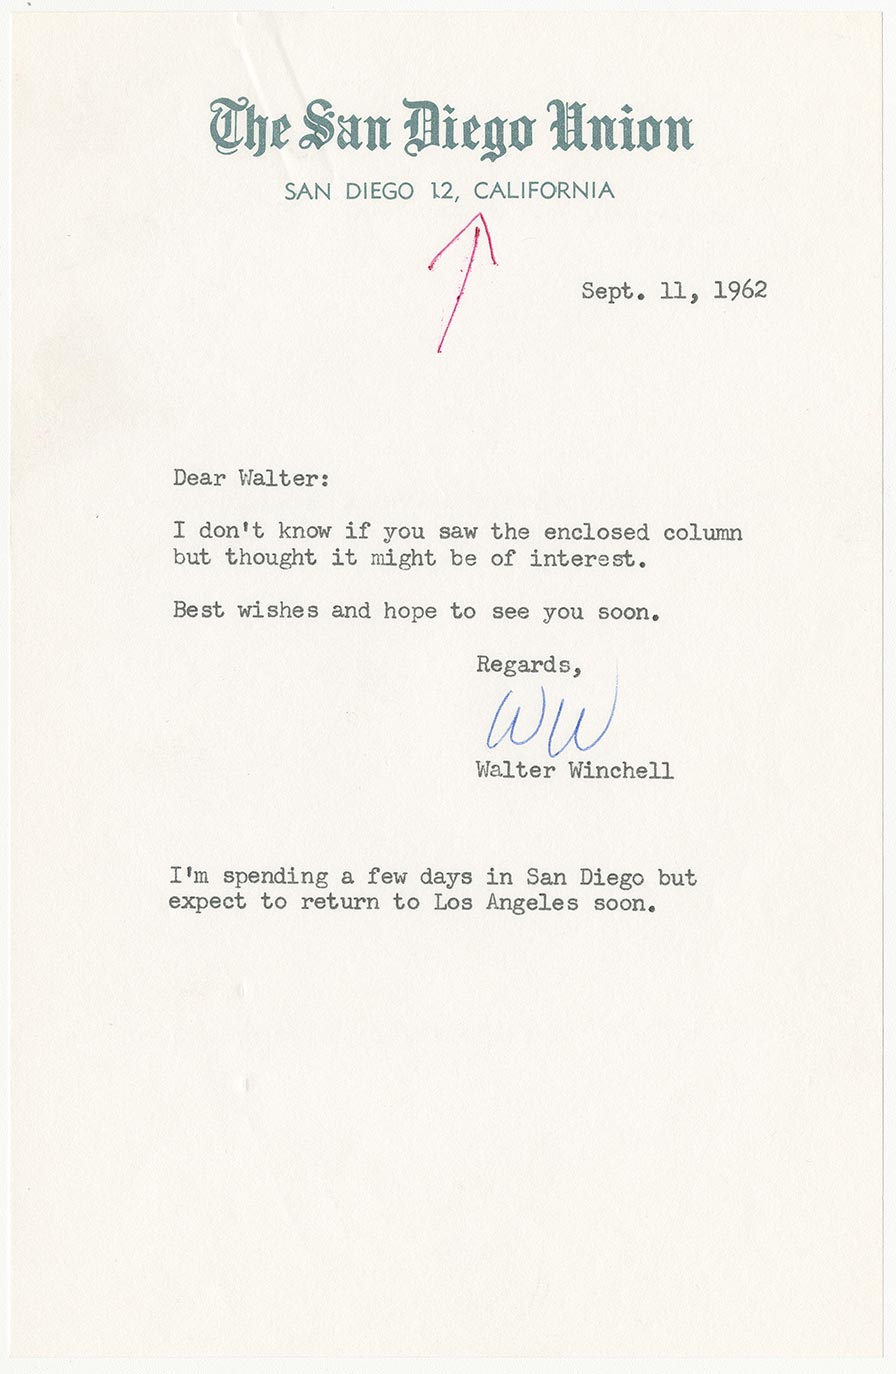 The San Diego Union
SAN DIEGO 12, CALIFORNIA
Sept. 11, 1962
Dear Walter:
I don't know if you saw the enclosed column
but thought it might be of interest.
Best wishes and hope to see you soon.
Regards,
WW
Walter Winchell
I'm spending a few days in San Diego but
expect to return to Los Angeles soon.